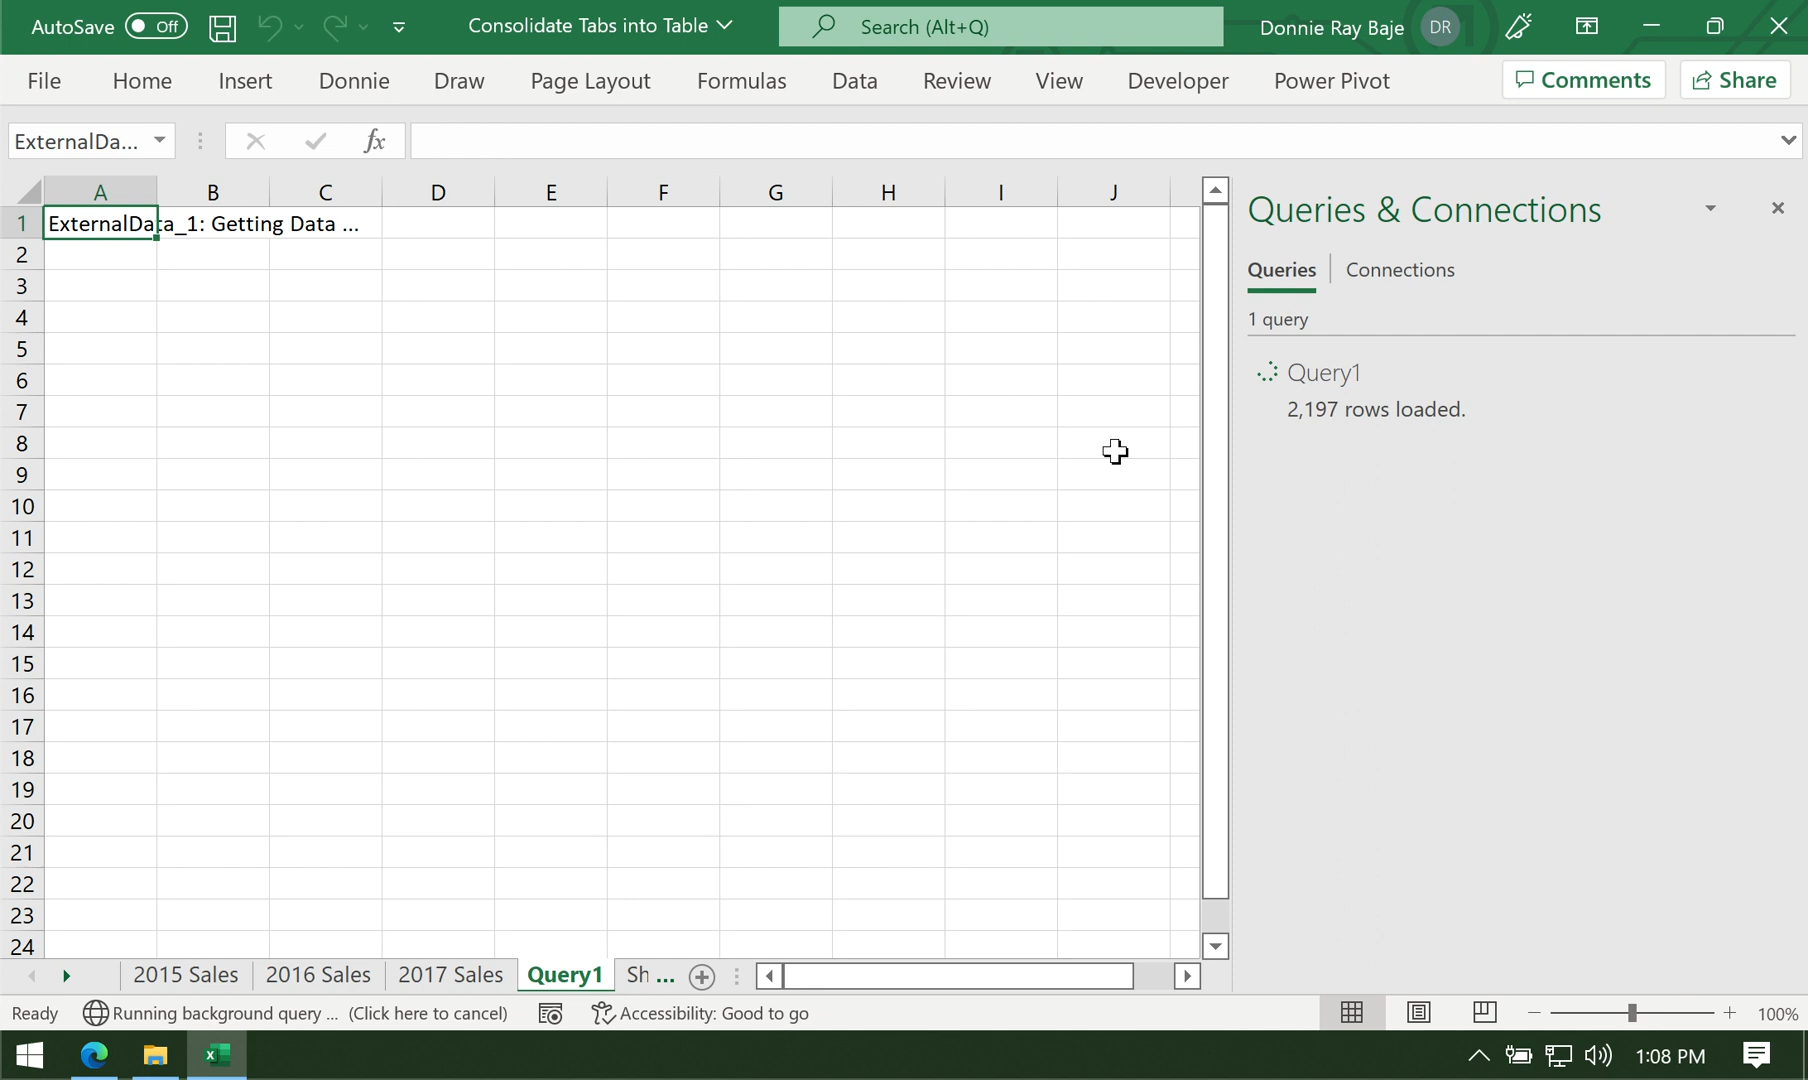 AutoSave Off Consolidate Tabs into Table Search (Alt+Q) Donnie Ray Baje DR
File Home Insert Donnie Draw Page Layout Formulas Data Review View Developer Power Pivot Comments Share
ExternalDa... fx
A B C D E F G H I J
1 ExternalData_1: Getting Data ...
2
3
4
5
6
7
8
9
10
11
12
13
14
15
16
17
18
19
20
21
22
23
24
Queries & Connections
Queries Connections
1 query
Query1
2,197 rows loaded.
2015 Sales 2016 Sales 2017 Sales Query1 Sh ...
Ready Running background query ... (Click here to cancel) Accessibility: Good to go 100%
1:08 PM